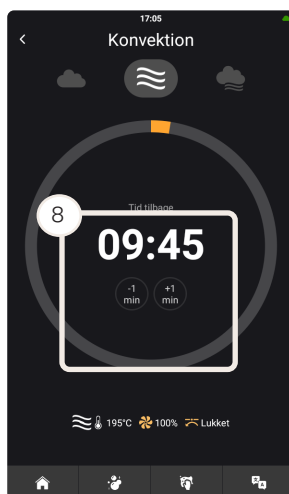 17:05
Konvektion
8
Tid tilbage
09:45
-1 min
+1 min
195°C 100% Lukket